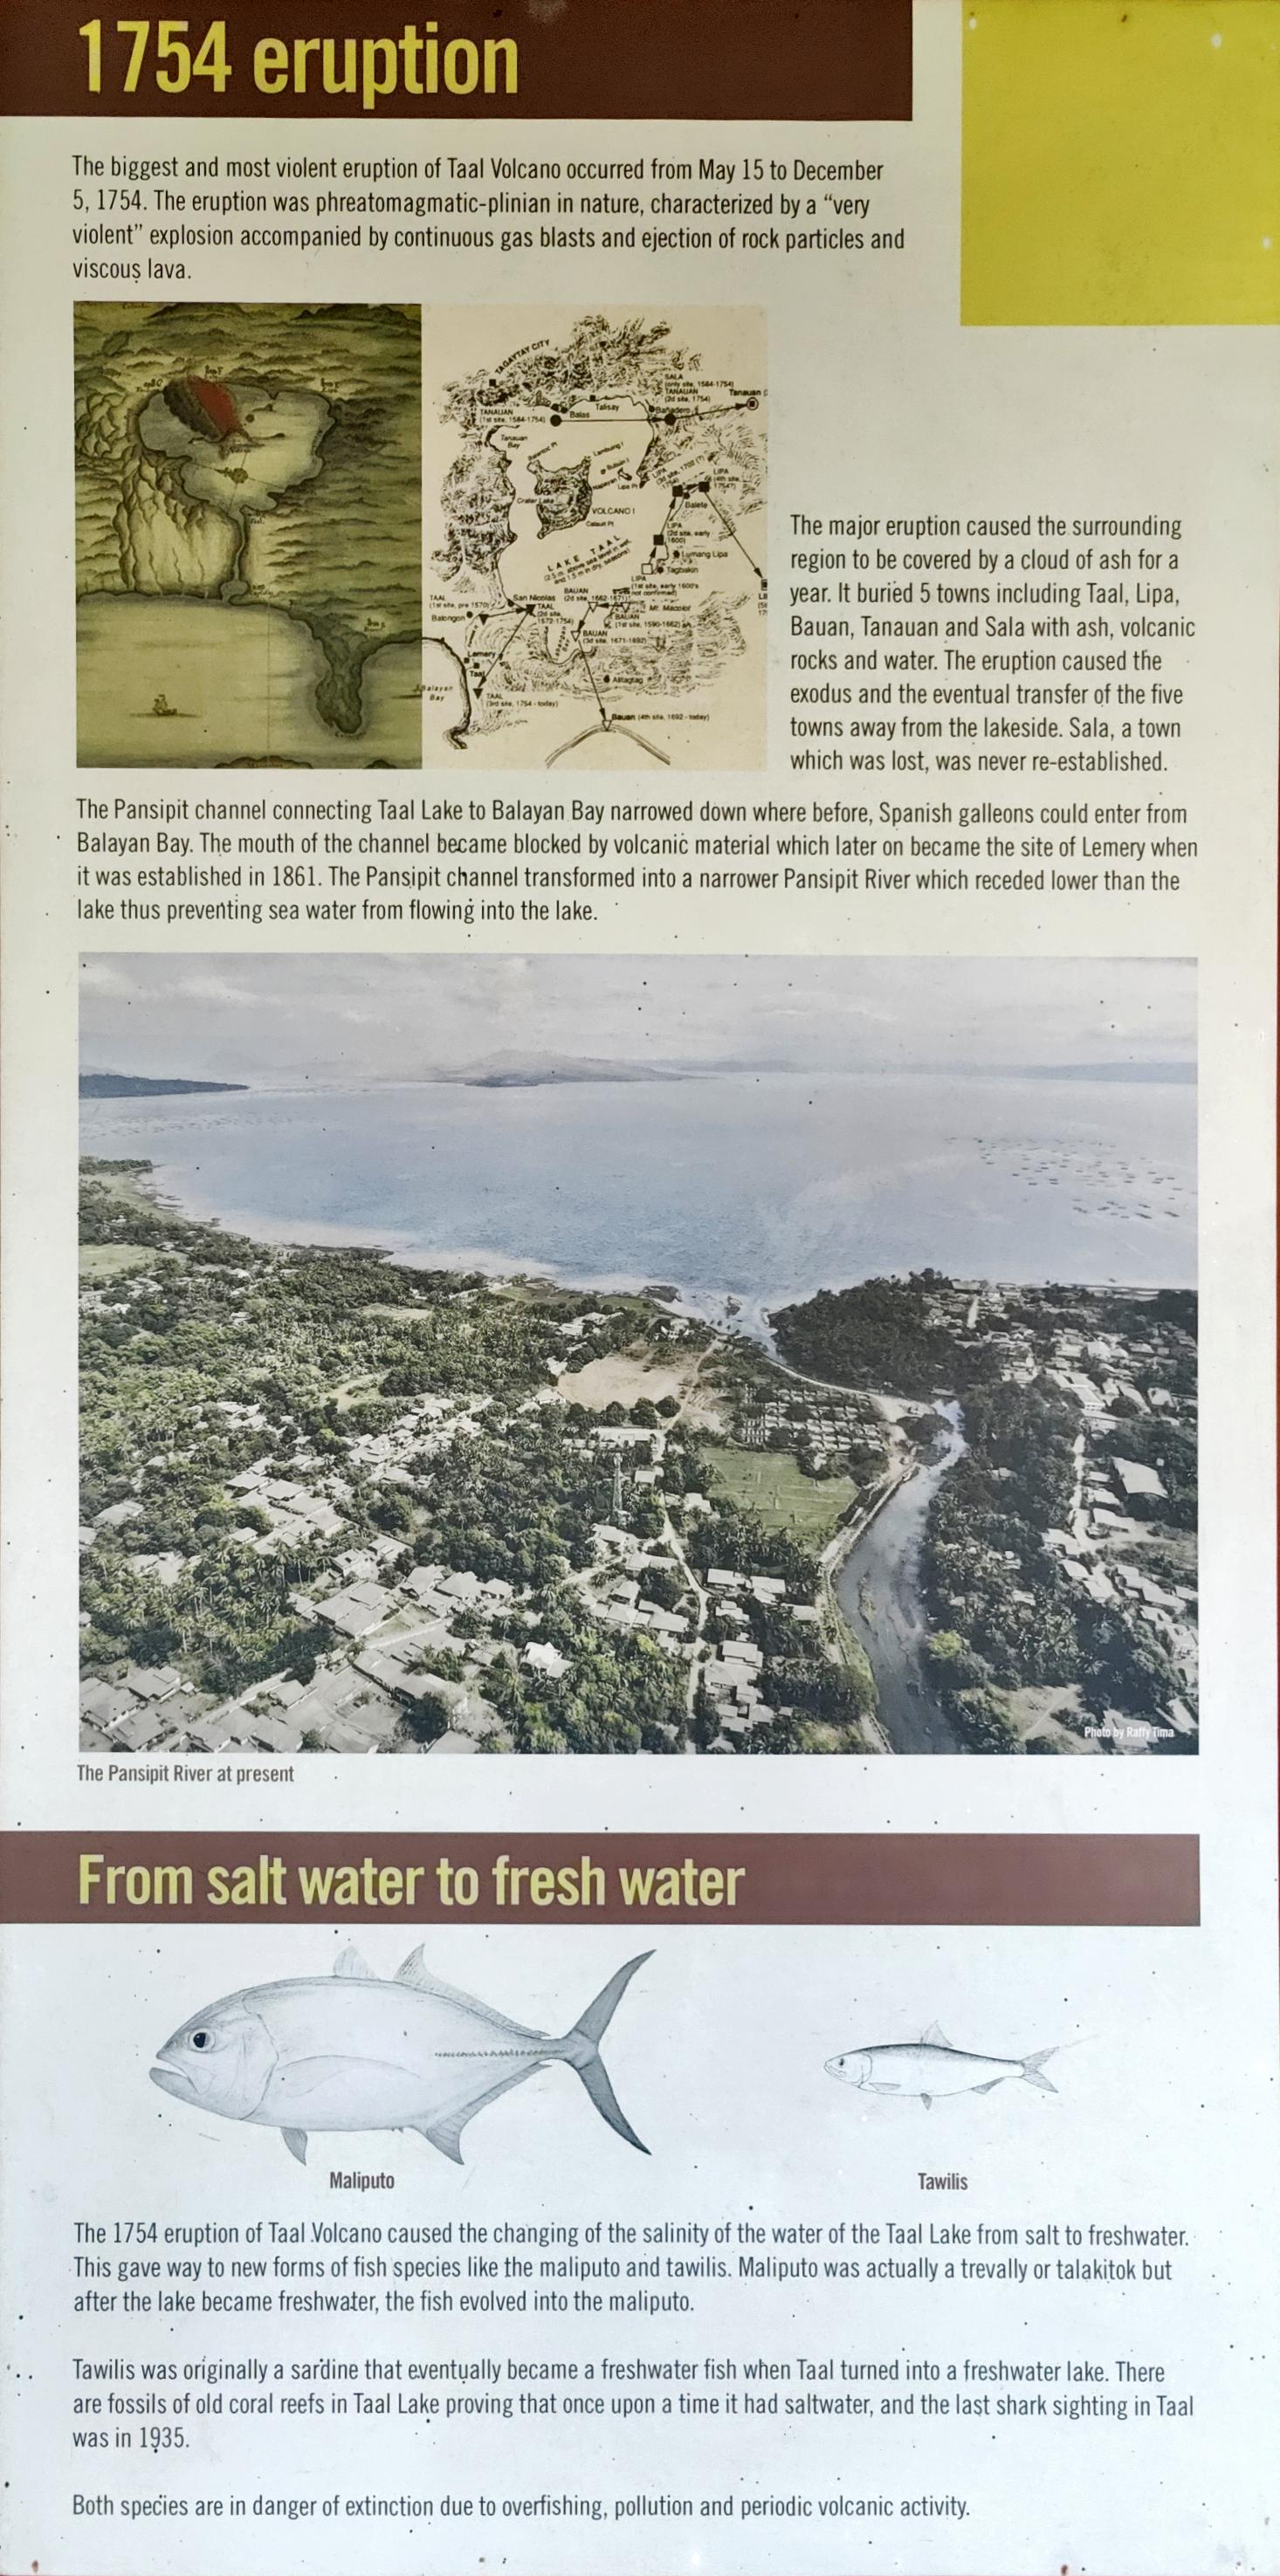 1754 eruption
The biggest and most violent eruption of Taal Volcano occurred from May 15 to December
5, 1754. The eruption was phreatomagmatic-plinian in nature, characterized by a “very
violent” explosion accompanied by continuous gas blasts and ejection of rock particles and
viscous lava.
TAGAYTAY CITY
SALA
(only site, 1584-1754)
TANAUAN
(2d site, 1754)
Tanauan
TANAUAN
(1st site, 1584-1754)
Balas
Talisay
Bañadero
Tanauan
Bay
Crater Lake
VOLCANO I
LIPA
(4th site,
1754?)
Balete
LIPA
(2d site, early
1600)
Lumang Lipa
Tagbakin
LAKE TAAL
LIPA
(1st site, early 1600's
not confirmed)
TAAL
(1st site, pre 1570)
San Nicolas
BAUAN
(2d site, 1662-1671)
Mt. Macolot
Balongon
TAAL
(2d site,
1572-1754)
BAUAN
(1st site, 1590-1662)
BAUAN
(3d site, 1671-1692)
Lemery
Taal
Alitagtag
Balayan
Bay
TAAL
(3rd site, 1754 - today)
Bauan (4th site, 1692 - today)
The major eruption caused the surrounding
region to be covered by a cloud of ash for a
year. It buried 5 towns including Taal, Lipa,
Bauan, Tanauan and Sala with ash, volcanic
rocks and water. The eruption caused the
exodus and the eventual transfer of the five
towns away from the lakeside. Sala, a town
which was lost, was never re-established.
The Pansipit channel connecting Taal Lake to Balayan Bay narrowed down where before, Spanish galleons could enter from
Balayan Bay. The mouth of the channel became blocked by volcanic material which later on became the site of Lemery when
it was established in 1861. The Pansipit channel transformed into a narrower Pansipit River which receded lower than the
lake thus preventing sea water from flowing into the lake.
Photo by Raffy Tima
The Pansipit River at present
From salt water to fresh water
Maliputo
Tawilis
The 1754 eruption of Taal Volcano caused the changing of the salinity of the water of the Taal Lake from salt to freshwater.
This gave way to new forms of fish species like the maliputo and tawilis. Maliputo was actually a trevally or talakitok but
after the lake became freshwater, the fish evolved into the maliputo.
Tawilis was originally a sardine that eventually became a freshwater fish when Taal turned into a freshwater lake. There
are fossils of old coral reefs in Taal Lake proving that once upon a time it had saltwater, and the last shark sighting in Taal
was in 1935.
Both species are in danger of extinction due to overfishing, pollution and periodic volcanic activity.